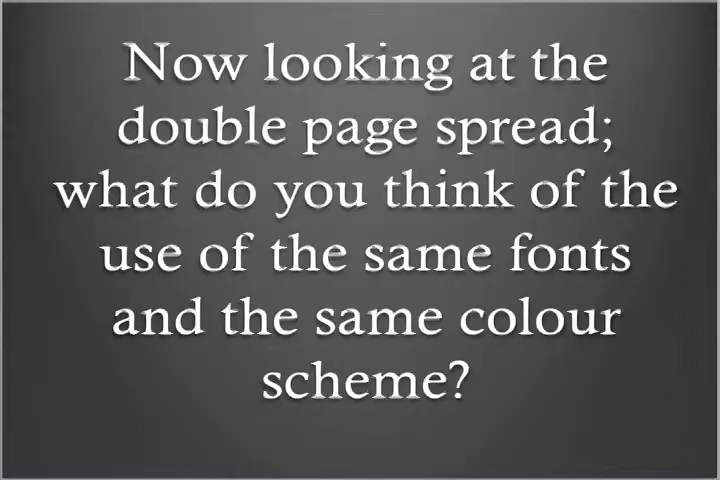 Now looking at the
double page spread;
what do you think of the
use of the same fonts
and the same colour
scheme?